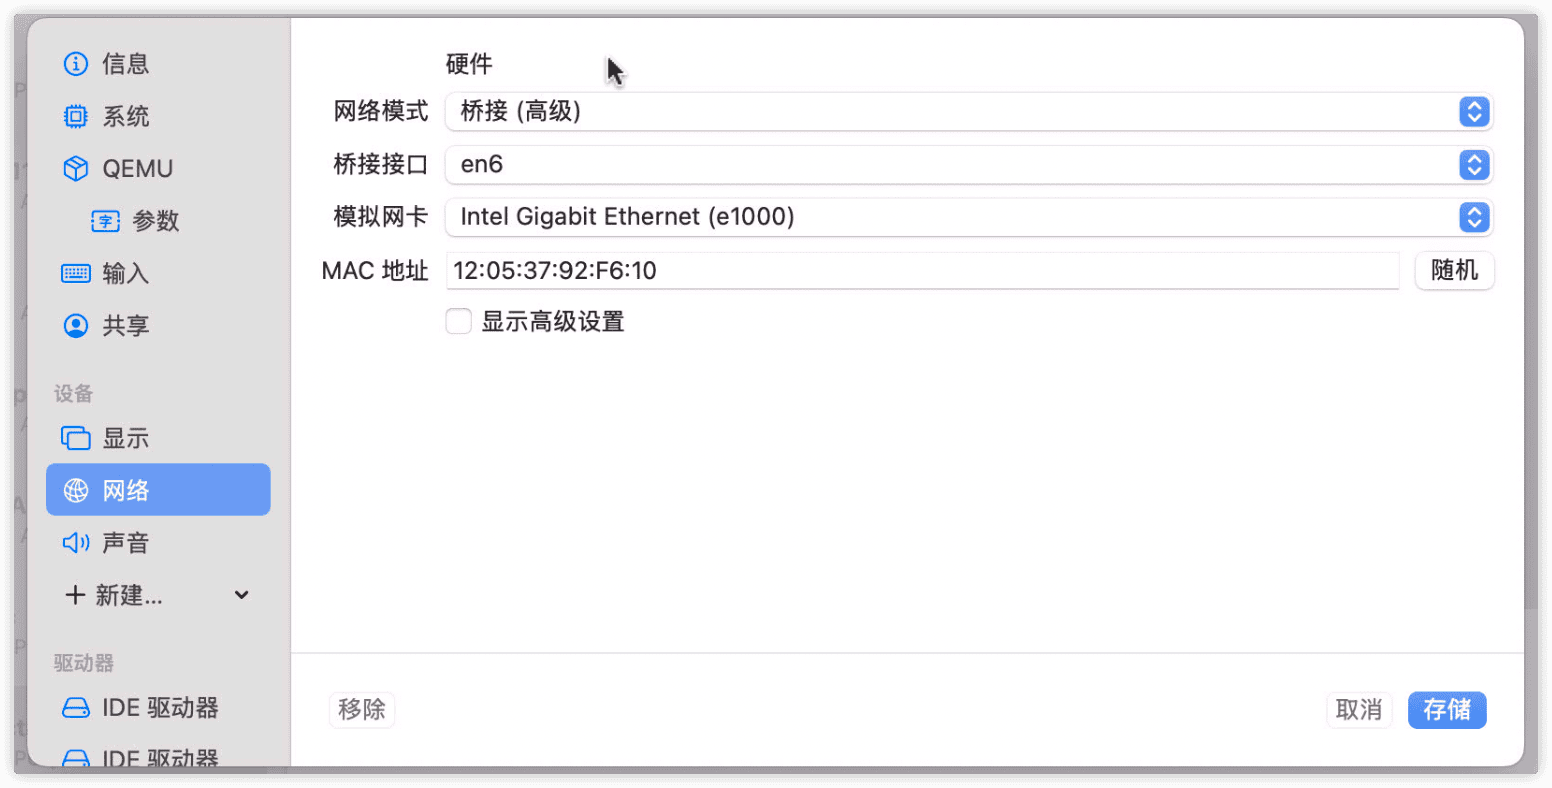 信息
系统
QEMU
字 参数
输入
共享
设备
显示
网络
声音
新建...
驱动器
IDE 驱动器
IDE 驱动器
硬件
网络模式 桥接 (高级)
桥接接口 en6
模拟网卡 Intel Gigabit Ethernet (e1000)
MAC 地址 12:05:37:92:F6:10 随机
显示高级设置
移除 取消 存储